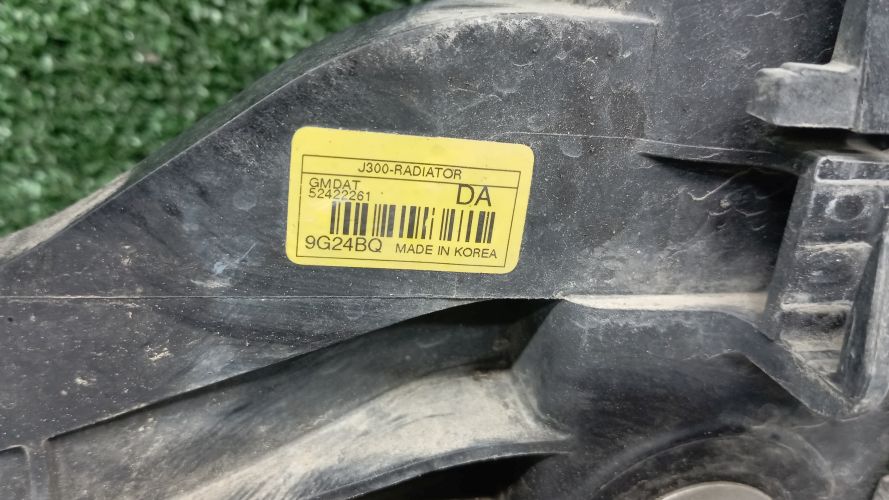 J300-RADIATOR
GMDAT DA
52422261
9G24BQ MADE IN KOREA